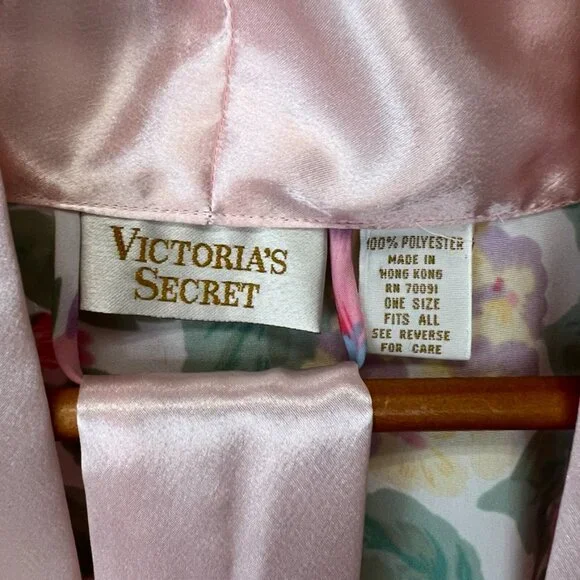 VICTORIA'S
SECRET
100% POLYESTER
MADE IN
HONG KONG
RN 70091
ONE SIZE
FITS ALL
SEE REVERSE
FOR CARE